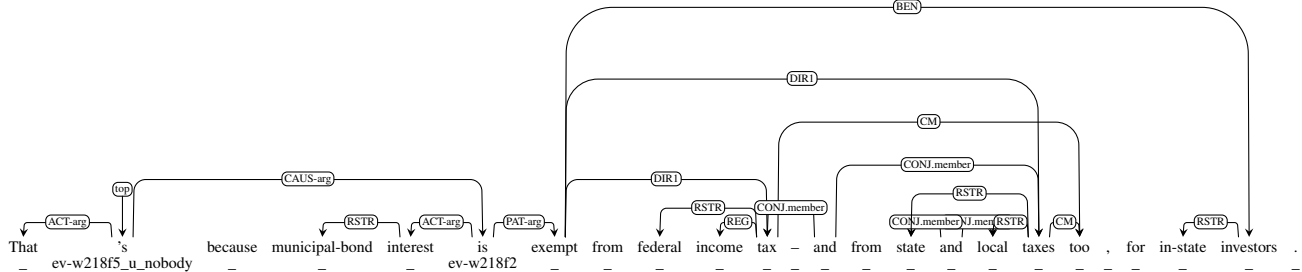 BEN
DIR1
CM
CONJ.member
top CAUS-arg DIR1 RSTR
ACT-arg RSTR ACT-arg PAT-arg RSTR REG CONJ.member CONJ.member RSTR CM RSTR
That 's because municipal-bond interest is exempt from federal income tax – and from state and local taxes too , for in-state investors .
_ ev-w218f5_u_nobody _ _ _ ev-w218f2 _ _ _ _ _ _ _ _ _ _ _ _ _ _ _ _ _ _